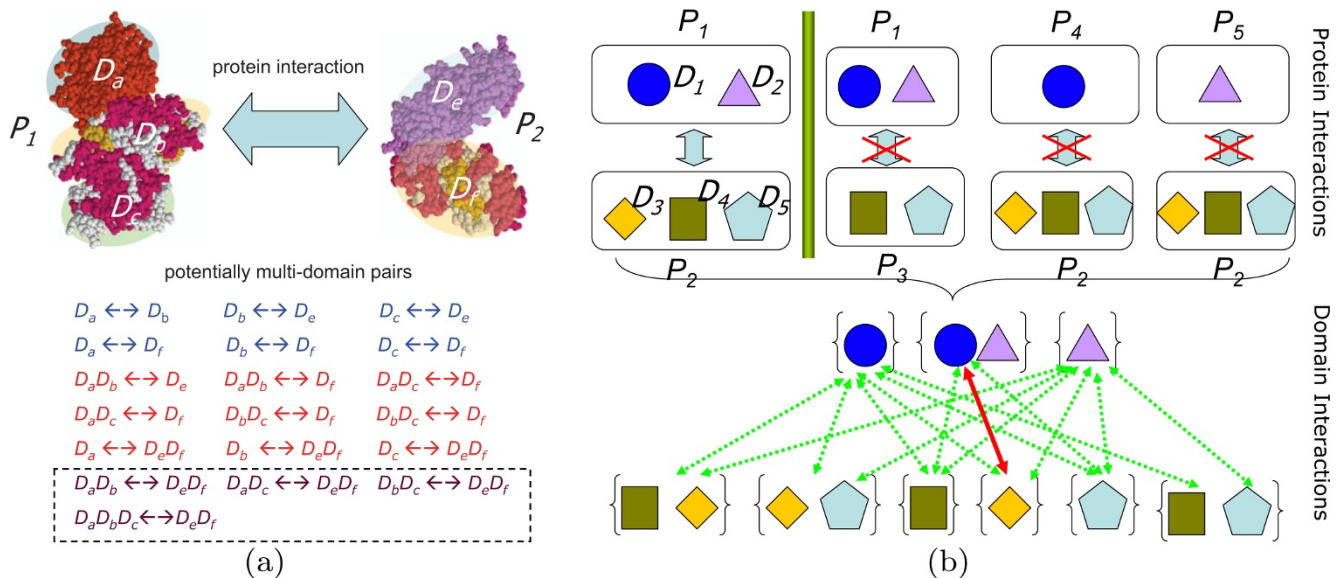 protein interaction
P1
Da
Db
Dc
De
Df
P2
potentially multi-domain pairs
Da ←→ Db Db ←→ De Dc ←→ De
Da ←→ Df Db ←→ Df Dc ←→ Df
DaDb ←→ De DaDb ←→ Df DaDc ←→ Df
DaDc ←→ Df DbDc ←→ Df DbDc ←→ Df
Da ←→ DeDf Db ←→ DeDf Dc ←→ DeDf
DaDb ←→ DeDf DaDc ←→ DeDf DbDc ←→ DeDf
DaDbDc ←→ DeDf
(a)
P1 P1 P4 P5
D1 D2
D3 D4 D5
P2 P3 P2 P2
Protein Interactions
Domain Interactions
(b)